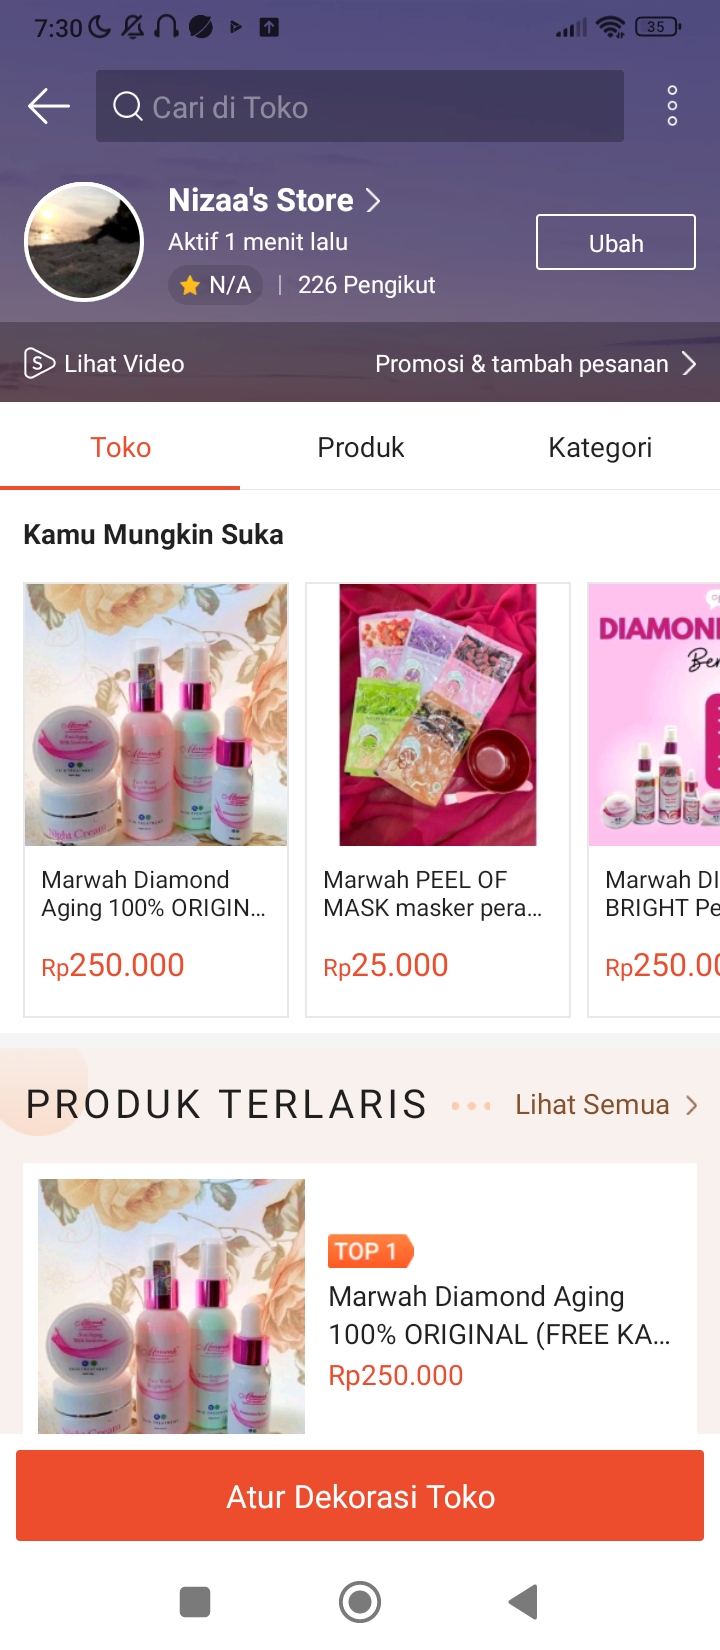 7:30
35
Cari di Toko
Nizaa's Store
Aktif 1 menit lalu
Ubah
N/A
226 Pengikut
Lihat Video
Promosi & tambah pesanan
Toko
Produk
Kategori
Kamu Mungkin Suka
DIAMON
Ber
Night Cream
Marwah Diamond
Aging 100% ORIGIN...
Rp250.000
Marwah PEEL OF
MASK masker pera...
Rp25.000
Marwah DI
BRIGHT Pe
Rp250.00
PRODUK TERLARIS
Lihat Semua
TOP 1
Marwah Diamond Aging
100% ORIGINAL (FREE KA...
Rp250.000
Atur Dekorasi Toko